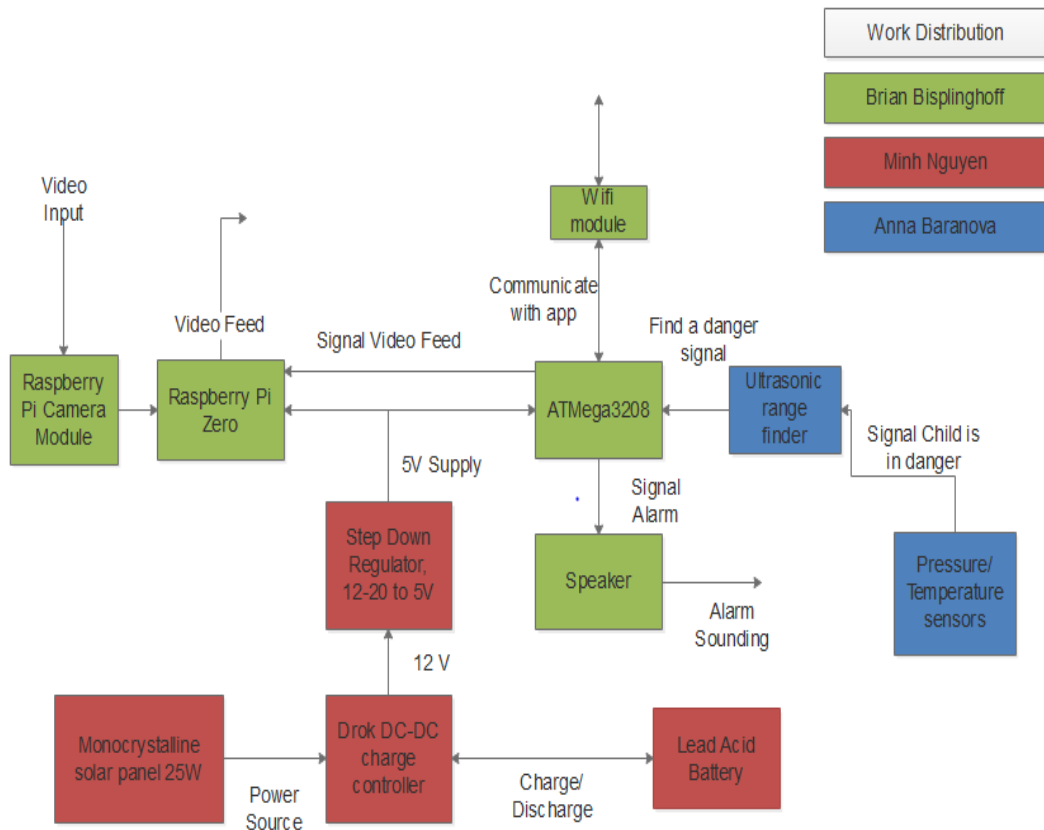 Work Distribution
Brian Bisplinghoff
Minh Nguyen
Anna Baranova
Video
Input
Wifi
module
Communicate
with app
Video Feed
Signal Video Feed
Find a danger
signal
Raspberry
Pi Camera
Module
Raspberry Pi
Zero
ATMega3208
Ultrasonic
range
finder
Signal Child is
in danger
5V Supply
Signal
Alarm
Step Down
Regulator,
12-20 to 5V
Speaker
Pressure/
Temperature
sensors
Alarm
Sounding
12 V
Monocrystalline
solar panel 25W
Drok DC-DC
charge
controller
Lead Acid
Battery
Power
Source
Charge/
Discharge